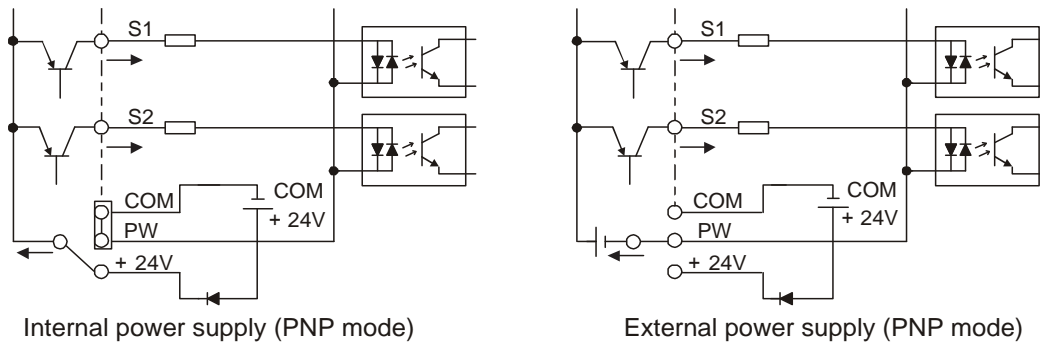 S1
S2
COM
COM
+ 24V
PW
+ 24V
Internal power supply (PNP mode)
S1
S2
COM
COM
+ 24V
PW
+ 24V
External power supply (PNP mode)